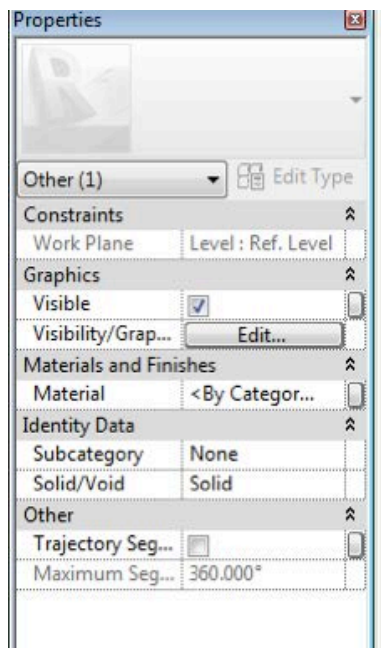 Properties
Other (1) Edit Type
Constraints
Work Plane Level : Ref. Level
Graphics
Visible
Visibility/Grap... Edit...
Materials and Finishes
Material <By Categor...
Identity Data
Subcategory None
Solid/Void Solid
Other
Trajectory Seg...
Maximum Seg... 360.000°